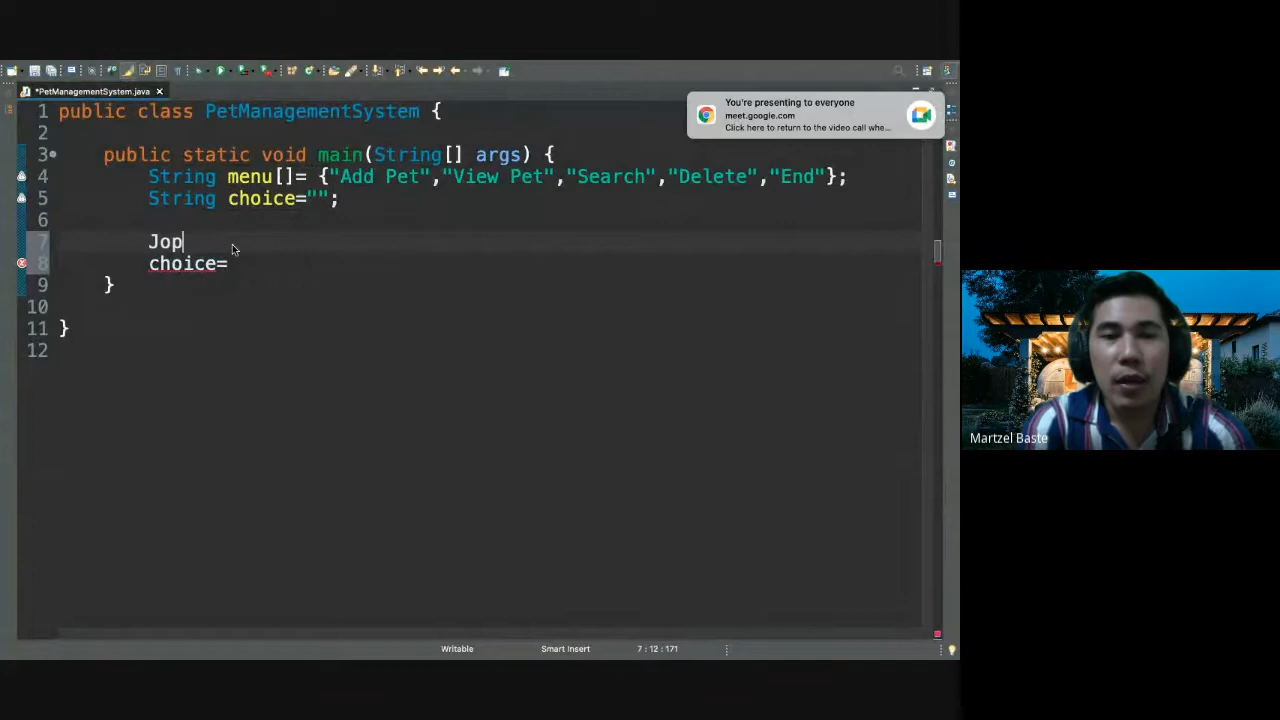 *PetManagementSystem.java
1 public class PetManagementSystem {
2
3 public static void main(String[] args) {
4 String menu[]= {"Add Pet","View Pet","Search","Delete","End"};
5 String choice="";
6
7 Jop
8 choice=
9 }
10
11 }
12
You're presenting to everyone
meet.google.com
Click here to return to the video call whe...
Martzel Baste
Writable
Smart Insert
7 : 12 : 171